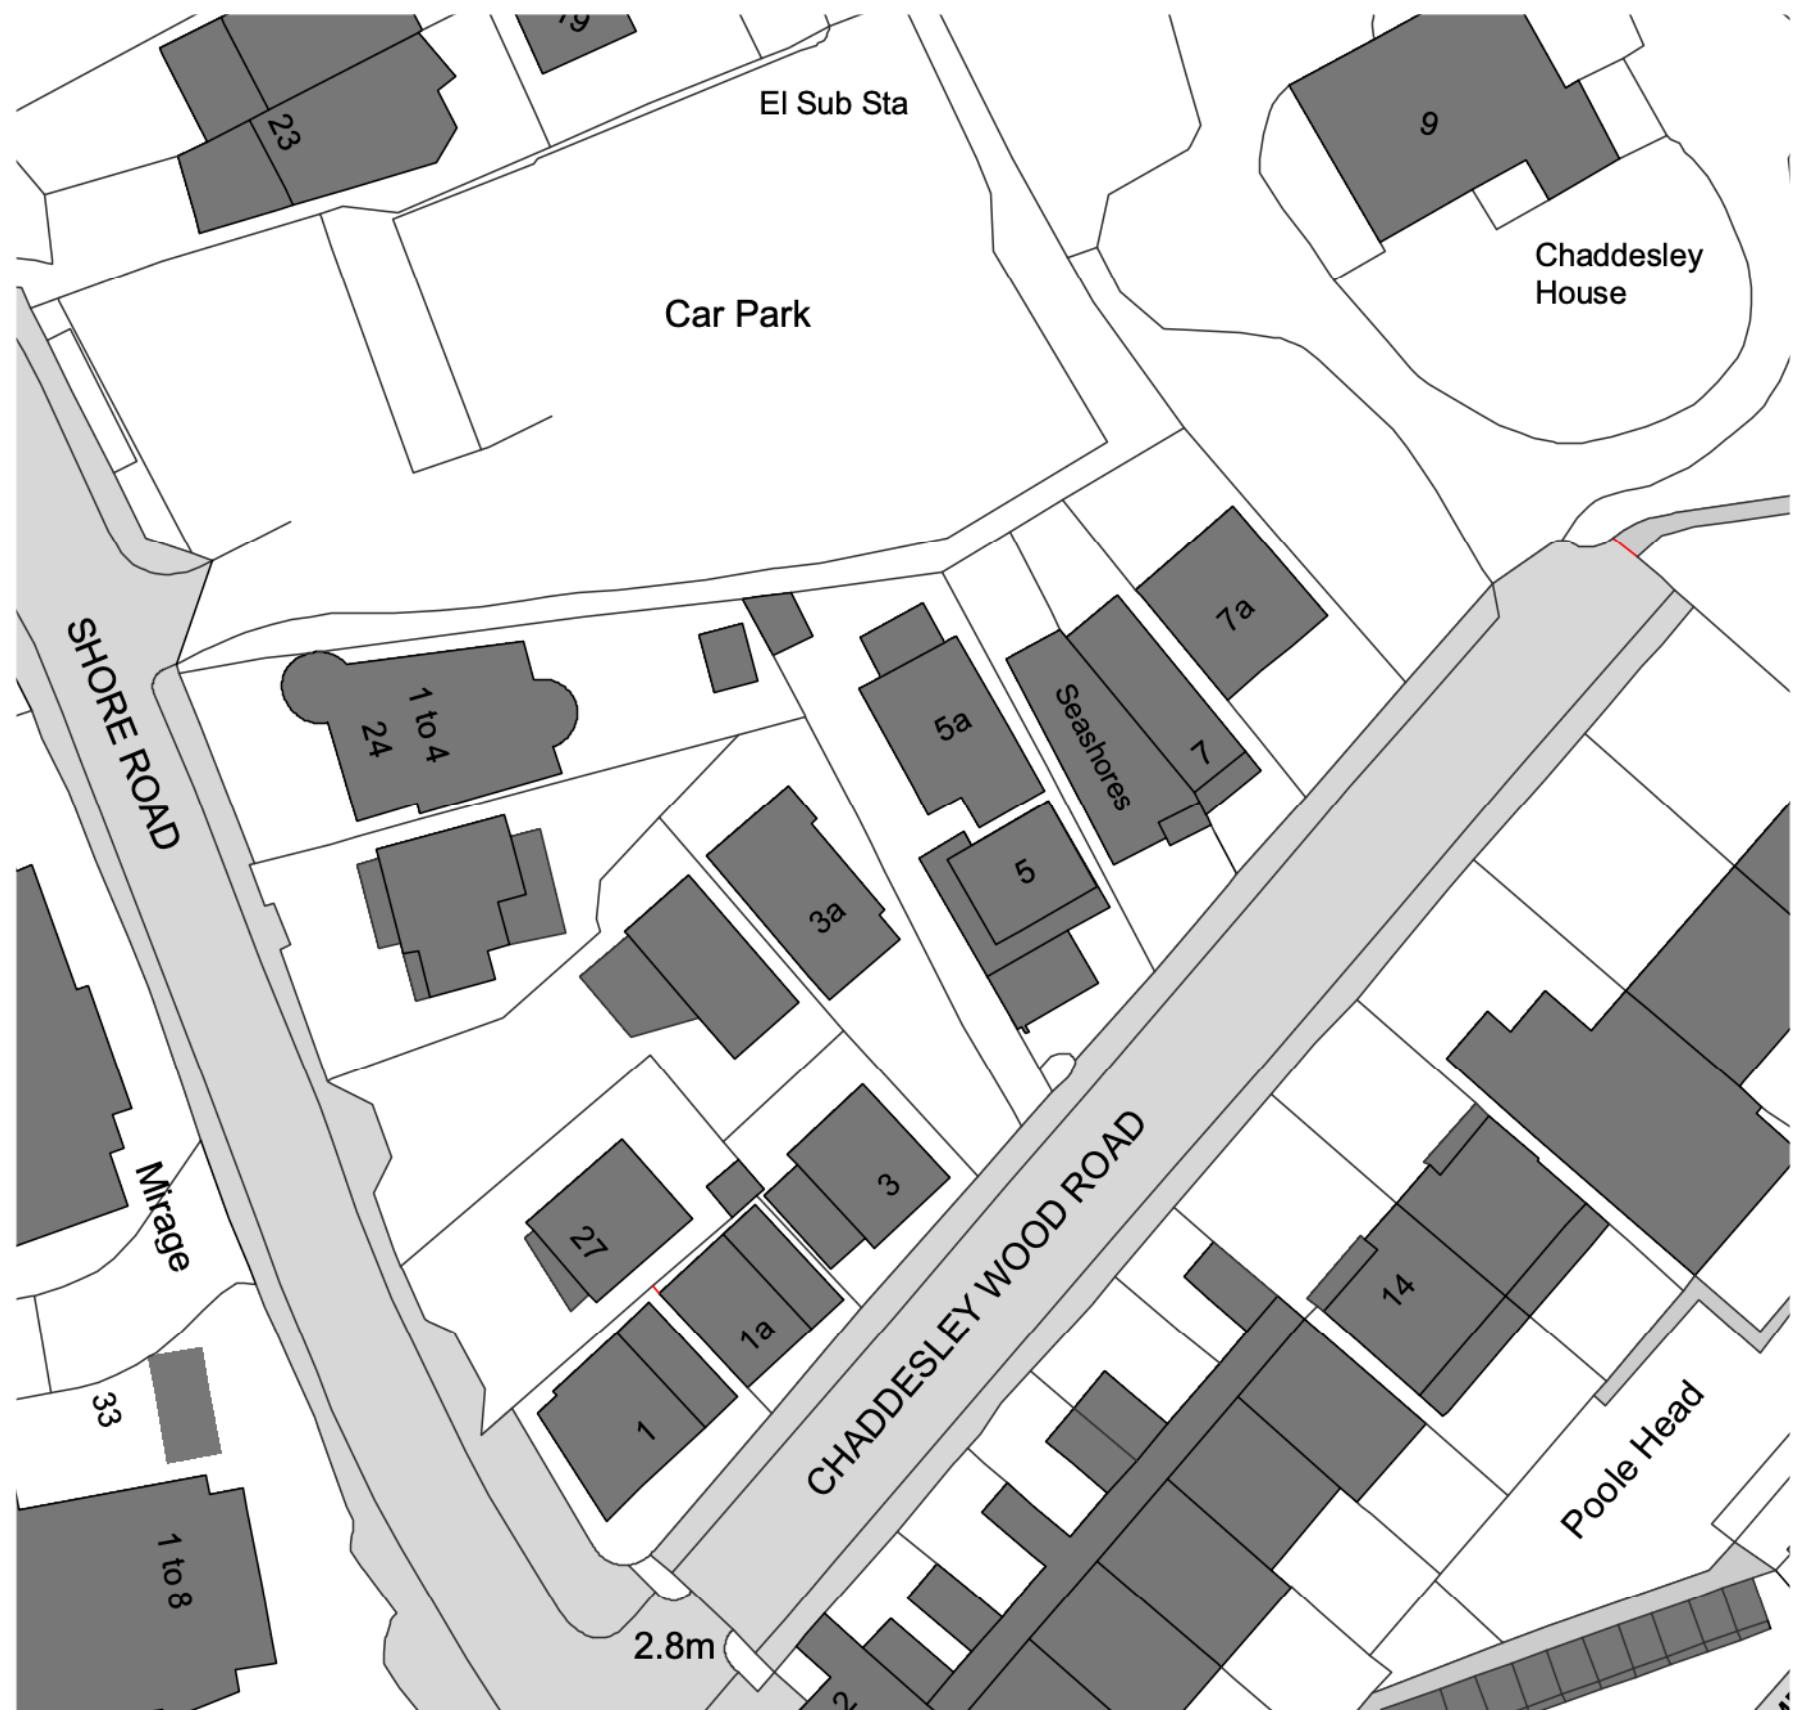 19
El Sub Sta
23
9
Chaddesley
House
Car Park
SHORE ROAD
7a
1 to 4
24
5a
Seashores
7
5
3a
Mirage
3
27
CHADDESLEY WOOD ROAD
14
1a
33
1
Poole Head
1 to 8
2.8m
2